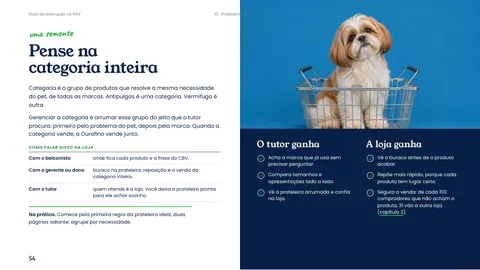 Guia de execução no PDV
uma semente
Pense na
categoria inteira
Categoria é o grupo de produtos que resolve a mesma necessidade
do pet, de todas as marcas. Antipulgas é uma categoria. Vermífugo é
outra.
Gerenciar a categoria é arrumar esse grupo do jeito que o tutor
procura: primeiro pelo problema do pet, depois pela marca. Quando a
categoria vende, a Ourofino vende junto.
COMO FALAR DISSO NA LOJA
Com o balconista onde fica cada produto e a frase do CBV.
Com o gerente ou dono buraco na prateleira, reposição e a venda da
categoria inteira.
Com o tutor quem atende é a loja. Você deixa a prateleira pronta
para ele achar sozinho.
Na prática. Comece pela primeira regra da prateleira ideal, duas
páginas adiante: agrupe por necessidade.
54
O tutor ganha
Acha a marca que já usa sem
precisar perguntar.
Compara tamanhos e
apresentações lado a lado.
Vê a prateleira arrumada e confia
na loja.
A loja ganha
Vê o buraco antes de o produto
acabar.
Repõe mais rápido, porque cada
produto tem lugar certo.
Segura a venda: de cada 100
compradores que não acham o
produto, 31 vão a outra loja
(capítulo 3).